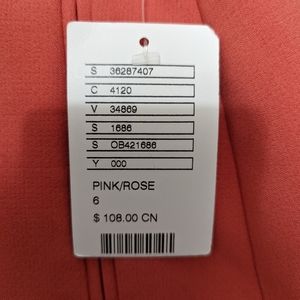 S 36287407
C 4120
V 34869
S 1686
S OB421686
Y 000
PINK/ROSE
6
$ 108.00 CN